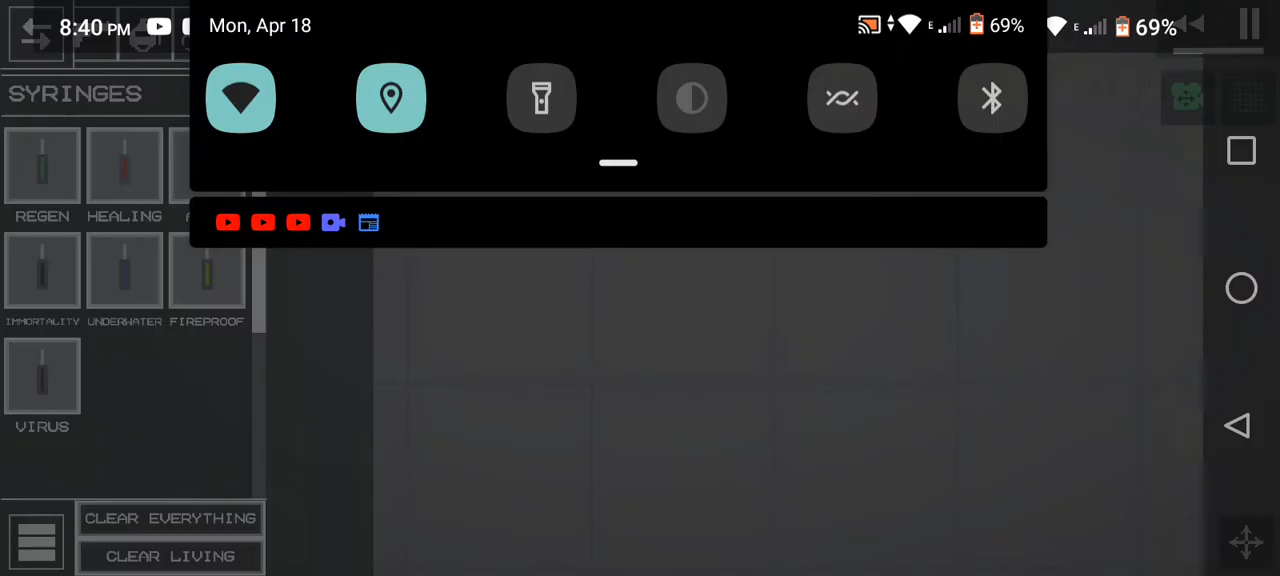 8:40 PM
Mon, Apr 18
E
69%
E
69%
SYRINGES
REGEN
HEALING
IMMORTALITY
UNDERWATER
FIREPROOF
VIRUS
CLEAR EVERYTHING
CLEAR LIVING